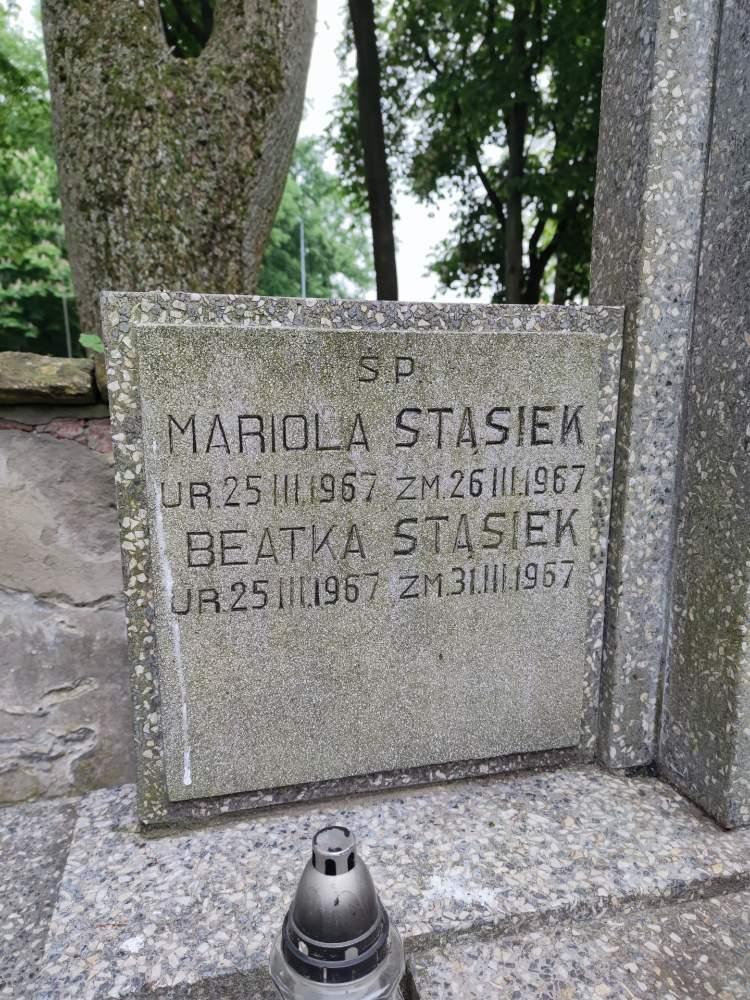 S.P.
MARIOLA STĄSIEK
UR.25 III.1967 ZM.26 III.1967
BEATKA STĄSIEK
UR.25 III.1967 ZM.31.III.1967